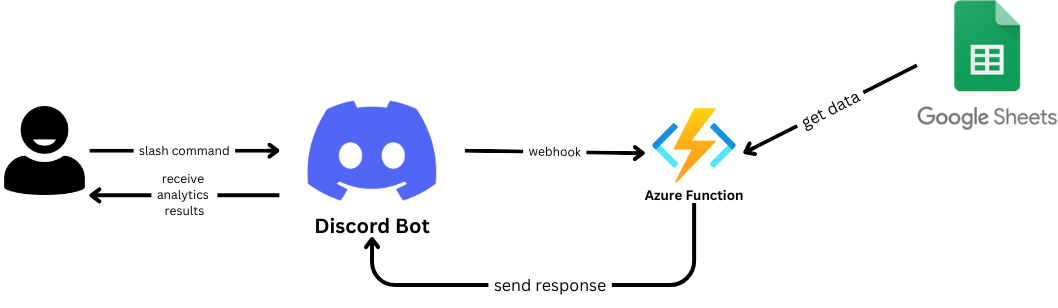 Google Sheets
get data
slash command
webhook
receive
analytics
results
Azure Function
Discord Bot
send response